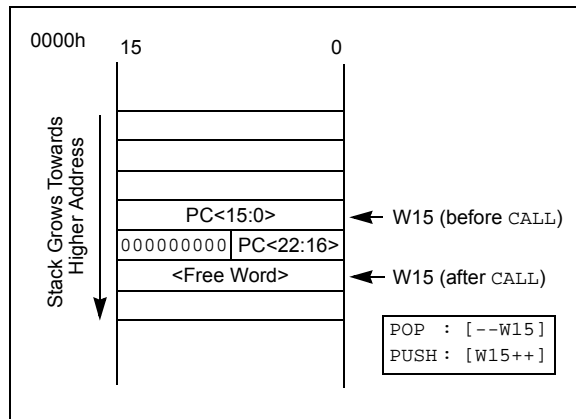 0000h
15
0
Stack Grows Towards
Higher Address
PC<15:0>
W15 (before CALL)
000000000
PC<22:16>
<Free Word>
W15 (after CALL)
POP : [--W15]
PUSH: [W15++]